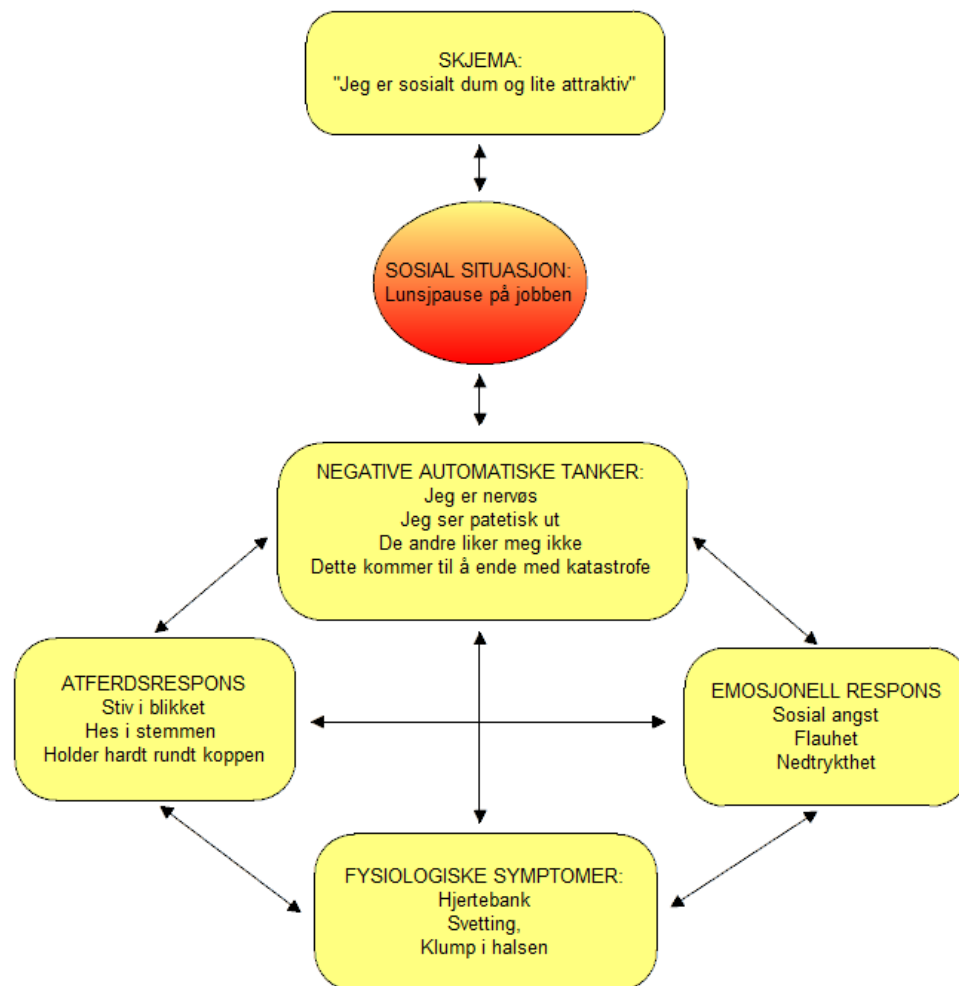 SKJEMA:
"Jeg er sosialt dum og lite attraktiv"
SOSIAL SITUASJON:
Lunsjpause på jobben
NEGATIVE AUTOMATISKE TANKER:
Jeg er nervøs
Jeg ser patetisk ut
De andre liker meg ikke
Dette kommer til å ende med katastrofe
ATFERDSRESPONS
Stiv i blikket
Hes i stemmen
Holder hardt rundt koppen
EMOSJONELL RESPONS
Sosial angst
Flauhet
Nedtrykthet
FYSIOLOGISKE SYMPTOMER:
Hjertebank
Svetting,
Klump i halsen